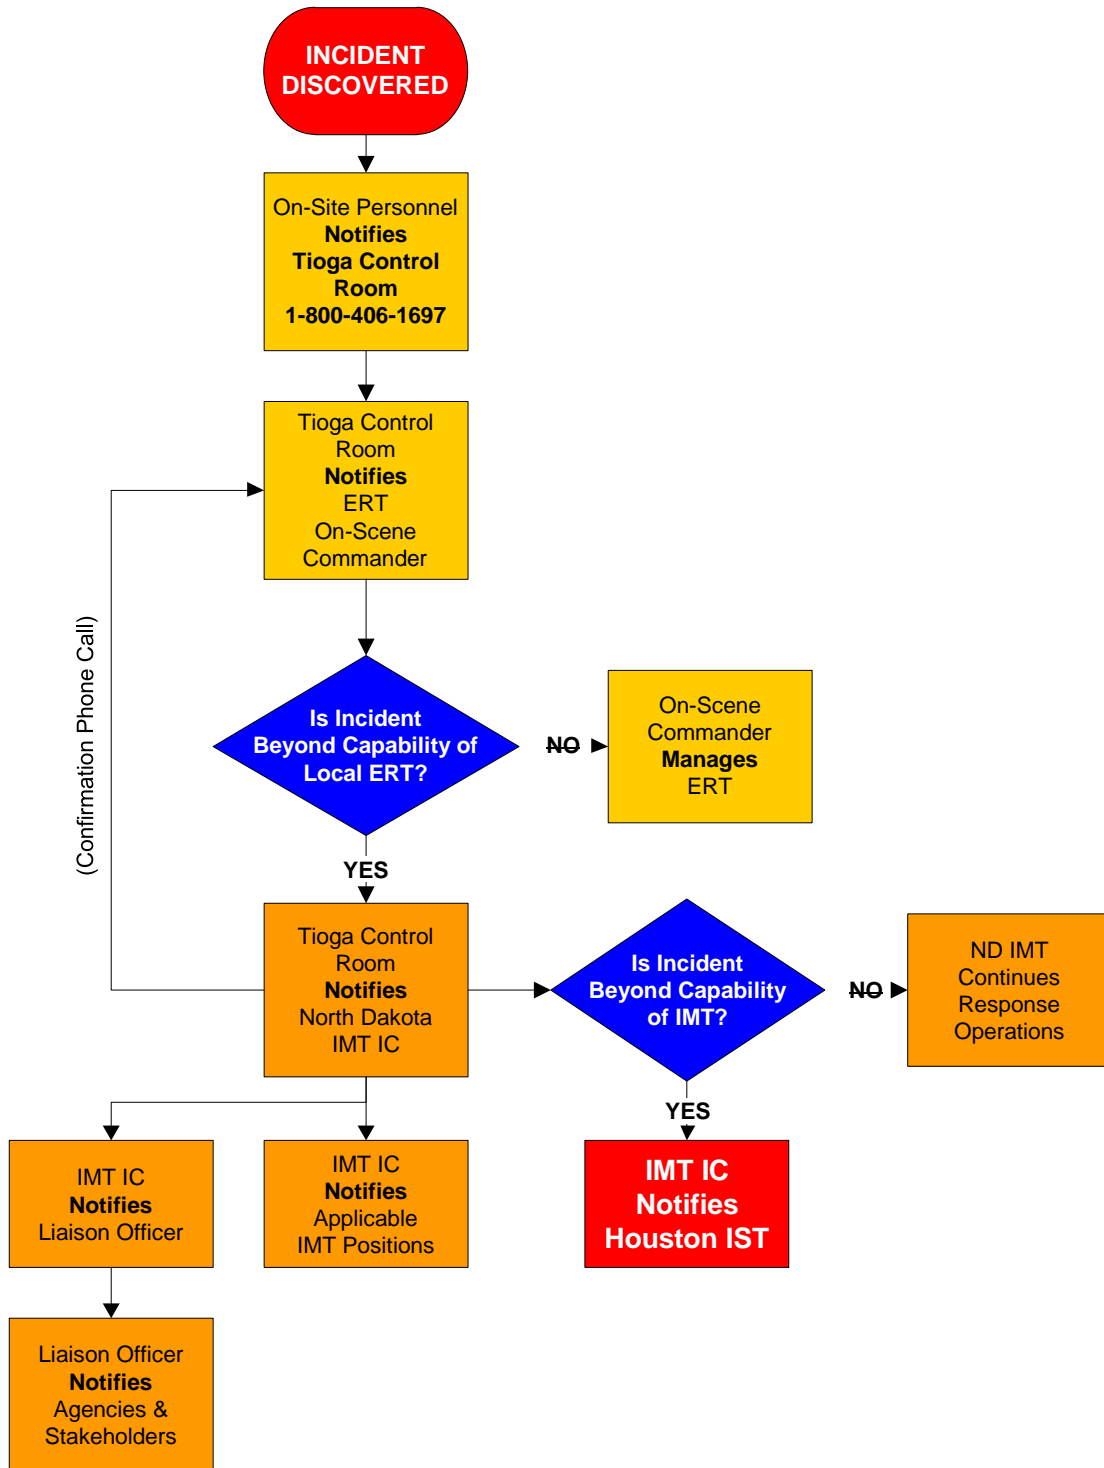 INCIDENT
DISCOVERED
On-Site Personnel
Notifies
Tioga Control
Room
1-800-406-1697
Tioga Control
Room
Notifies
ERT
On-Scene
Commander
(Confirmation Phone Call)
Is Incident
Beyond Capability of
Local ERT?
NO
On-Scene
Commander
Manages
ERT
YES
Tioga Control
Room
Notifies
North Dakota
IMT IC
Is Incident
Beyond Capability
of IMT?
NO
ND IMT
Continues
Response
Operations
YES
IMT IC
Notifies
Liaison Officer
IMT IC
Notifies
Applicable
IMT Positions
IMT IC
Notifies
Houston IST
Liaison Officer
Notifies
Agencies &
Stakeholders